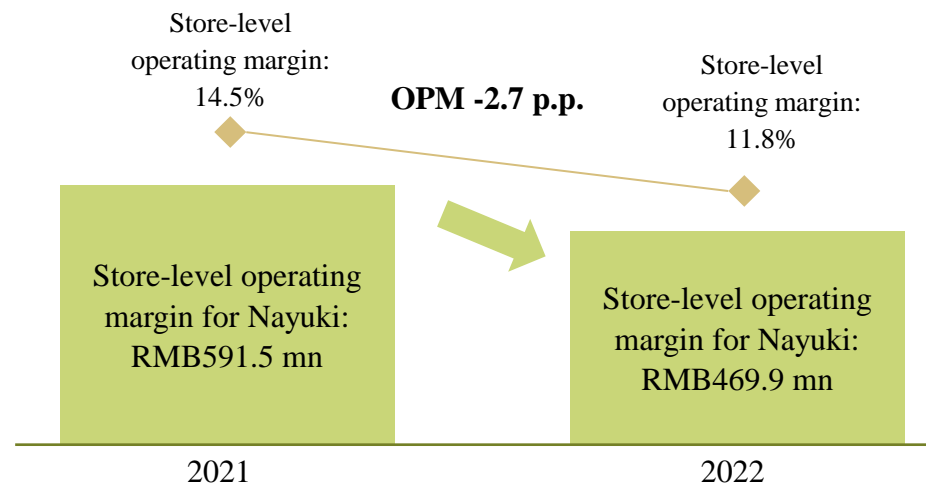 Store-level
operating margin:
14.5%
OPM -2.7 p.p.
Store-level
operating margin:
11.8%
Store-level operating
margin for Nayuki:
RMB591.5 mn
Store-level operating
margin for Nayuki:
RMB469.9 mn
2021
2022